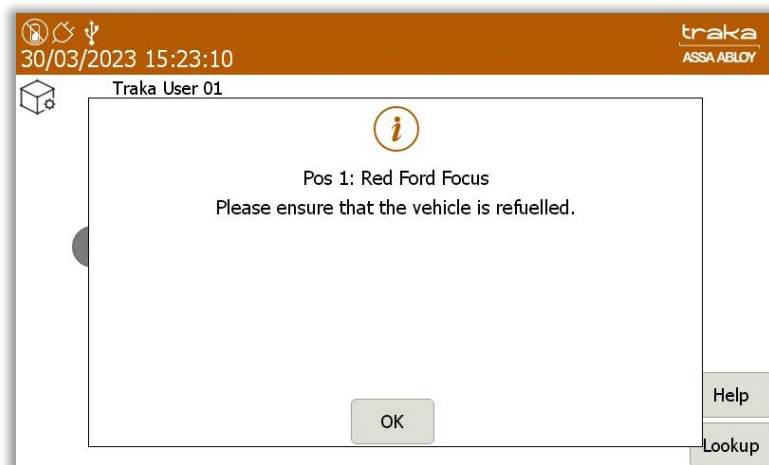 30/03/2023 15:23:10
traka
ASSA ABLOY
Traka User 01
i
Pos 1: Red Ford Focus
Please ensure that the vehicle is refuelled.
OK
Help
Lookup